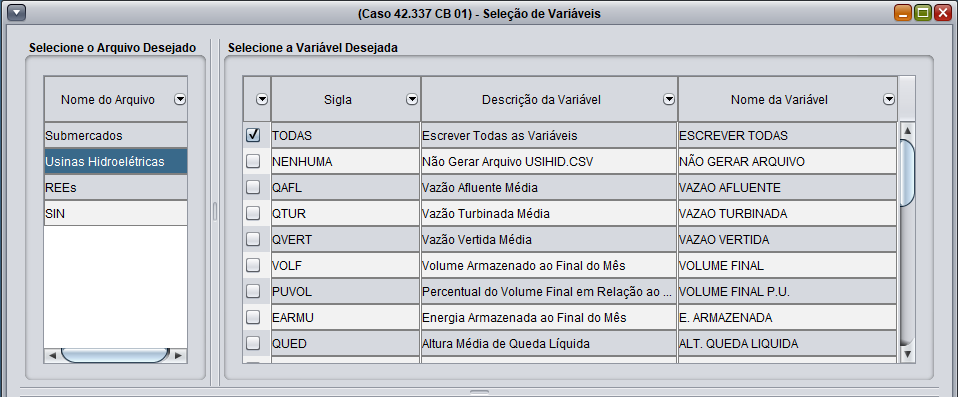 (Caso 42.337 CB 01) - Seleção de Variáveis
Selecione o Arquivo Desejado
Nome do Arquivo
Submercados
Usinas Hidroelétricas
REEs
SIN
Selecione a Variável Desejada
Sigla Descrição da Variável Nome da Variável
TODAS Escrever Todas as Variáveis ESCREVER TODAS
NENHUMA Não Gerar Arquivo USIHID.CSV NÃO GERAR ARQUIVO
QAFL Vazão Afluente Média VAZAO AFLUENTE
QTUR Vazão Turbinada Média VAZAO TURBINADA
QVERT Vazão Vertida Média VAZAO VERTIDA
VOLF Volume Armazenado ao Final do Mês VOLUME FINAL
PUVOL Percentual do Volume Final em Relação ao ... VOLUME FINAL P.U.
EARMU Energia Armazenada ao Final do Mês E. ARMAZENADA
QUED Altura Média de Queda Líquida ALT. QUEDA LIQUIDA